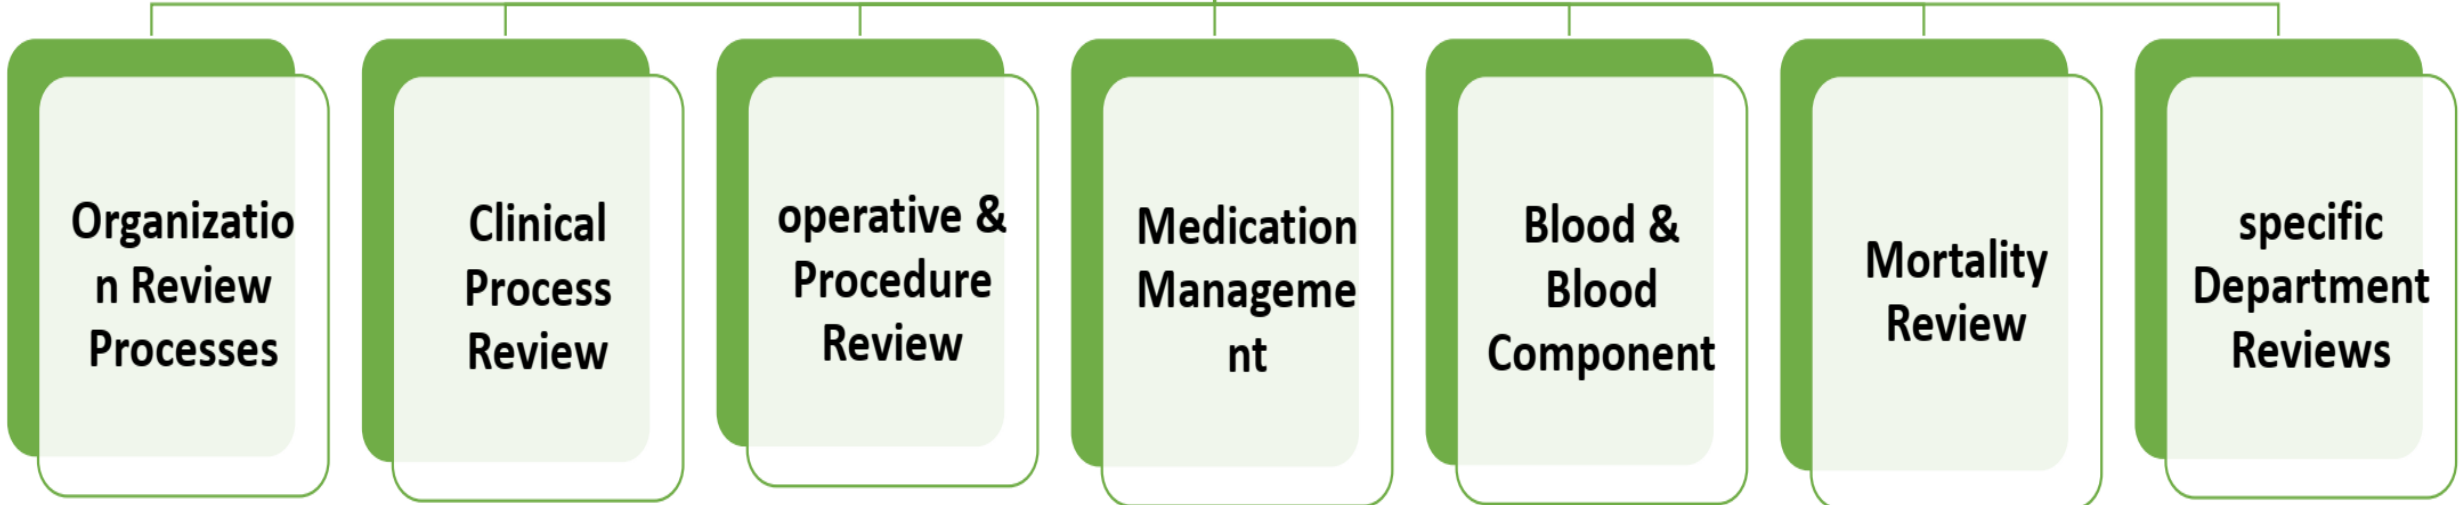 Organizatio
n Review
Processes
Clinical
Process
Review
operative &
Procedure
Review
Medication
Manageme
nt
Blood &
Blood
Component
Mortality
Review
specific
Department
Reviews